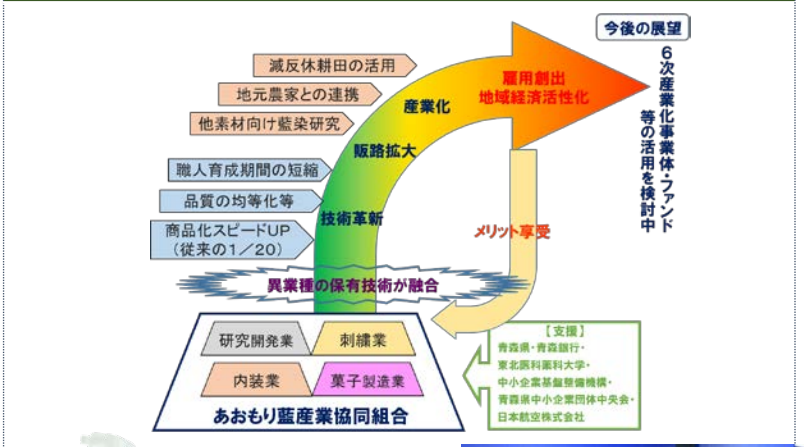 今後の展望
6次産業化事業体・ファンド
等の活用を検討中
減反休耕田の活用
地元農家との連携
他素材向け藍染研究
職人育成期間の短縮
品質の均等化等
商品化スピードUP
（従来の1／20）
雇用創出
地域経済活性化
産業化
販路拡大
技術革新
メリット享受
異業種の保有技術が融合
研究開発業
刺繍業
内装業
菓子製造業
あおもり藍産業協同組合
【支援】
青森県・青森銀行・
東北医科薬科大学・
中小企業基盤整備機構・
青森県中小企業団体中央会・
日本航空株式会社